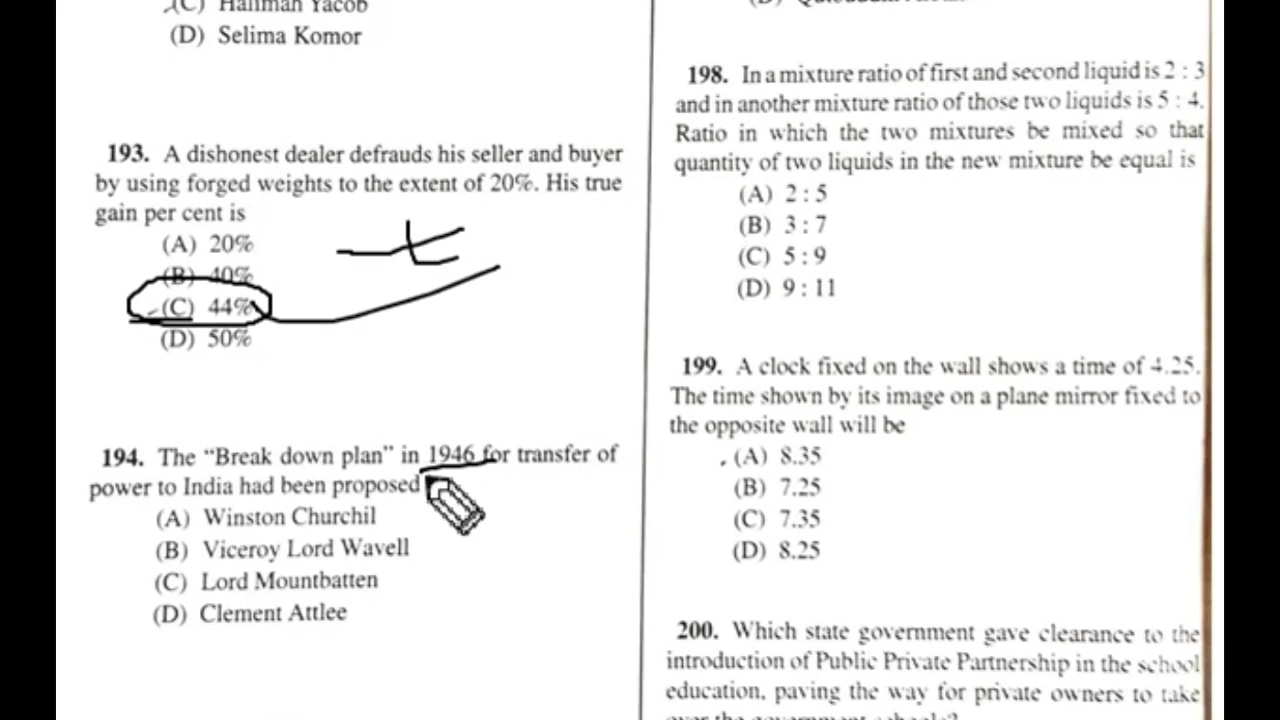 (C) Halimah Yacob
(D) Selima Komor
193. A dishonest dealer defrauds his seller and buyer
by using forged weights to the extent of 20%. His true
gain per cent is
(A) 20%
(B) 40%
(C) 44%
(D) 50%
194. The “Break down plan” in 1946 for transfer of
power to India had been proposed
(A) Winston Churchil
(B) Viceroy Lord Wavell
(C) Lord Mountbatten
(D) Clement Attlee
198. In a mixture ratio of first and second liquid is 2 : 3
and in another mixture ratio of those two liquids is 5 : 4.
Ratio in which the two mixtures be mixed so that
quantity of two liquids in the new mixture be equal is
(A) 2 : 5
(B) 3 : 7
(C) 5 : 9
(D) 9 : 11
199. A clock fixed on the wall shows a time of 4.25.
The time shown by its image on a plane mirror fixed to
the opposite wall will be
(A) 8.35
(B) 7.25
(C) 7.35
(D) 8.25
200. Which state government gave clearance to the
introduction of Public Private Partnership in the school
education, paving the way for private owners to take
over the government schools?